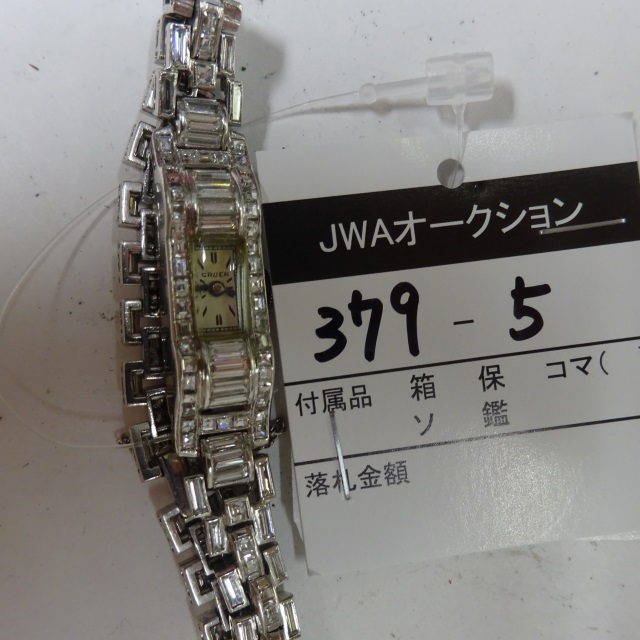 GRUEN
JWAオークション
379-5
付属品 箱 保 コマ(
ソ 鑑
落札金額